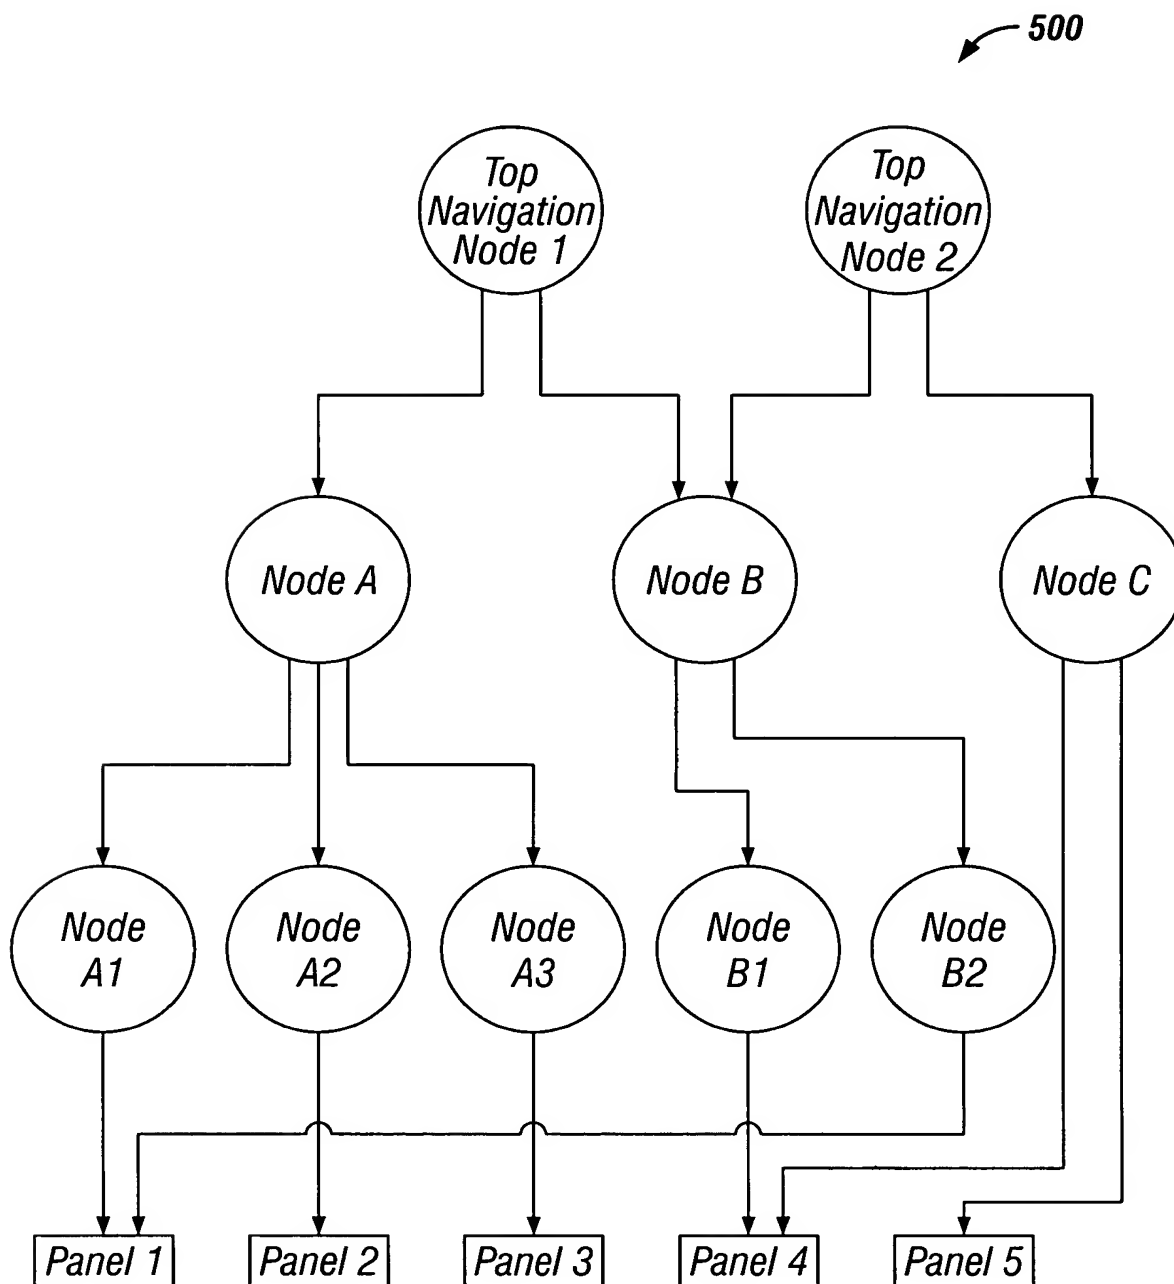 500
Top
Navigation
Node 1
Top
Navigation
Node 2
Node A
Node B
Node C
Node
A1
Node
A2
Node
A3
Node
B1
Node
B2
Panel 1
Panel 2
Panel 3
Panel 4
Panel 5